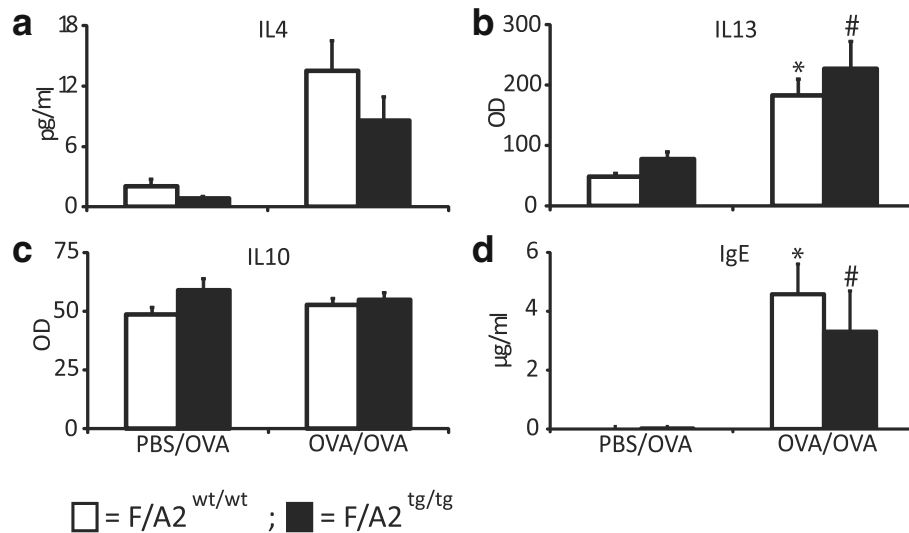 a IL4
18
12
6
0
pg/ml
b IL13
300
200
100
0
OD
* #
c IL10
75
50
25
0
OD
PBS/OVA OVA/OVA
d IgE
6
4
2
0
µg/ml
* #
PBS/OVA OVA/OVA
= F/A2 wt/wt ; = F/A2 tg/tg